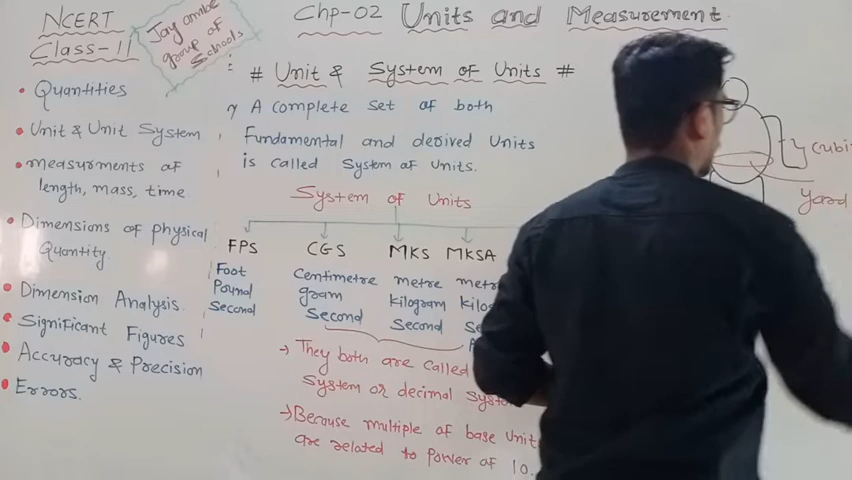 NCERT
Class-11
Jay ambe
group of
Schools
Chp-02 Units and Measurement
• Quantities
• Unit & Unit System
• measurments of
length, mass, time
• Dimensions of physical
Quantity
• Dimension Analysis.
• Significant Figures
• Accuracy & Precision
• Errors.
# Unit & System of Units #
A complete set of both
Fundamental and derived Units
is called System of Units.
System of Units
FPS CGS MKS MKSA
Foot
Pound
Second
Centimetre
gram
Second
metre
kilogram
Second
→ They both are called
System or decimal
→ Because multiple of base Unit
are related to Power of 10.
Yard